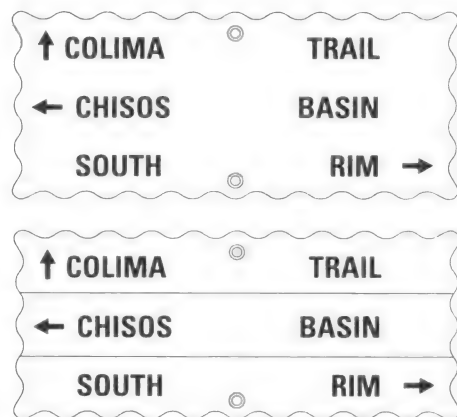 ↑ COLIMA TRAIL
← CHISOS BASIN
SOUTH RIM →
↑ COLIMA TRAIL
← CHISOS BASIN
SOUTH RIM →